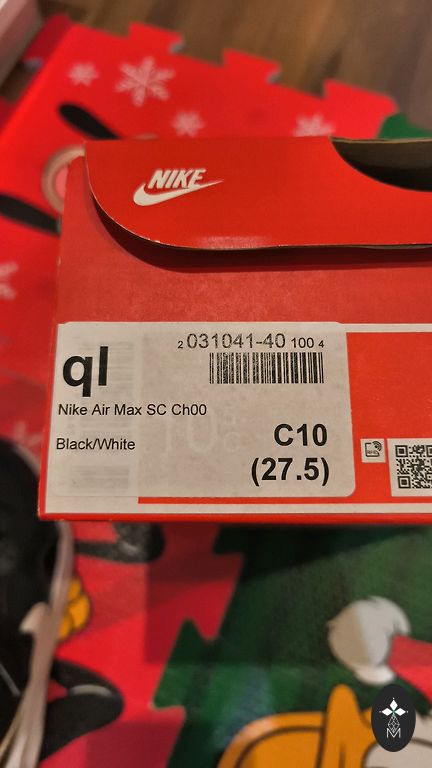 NIKE
2 031041-40 100 4
ql
Nike Air Max SC Ch00
Black/White
C10
(27.5)